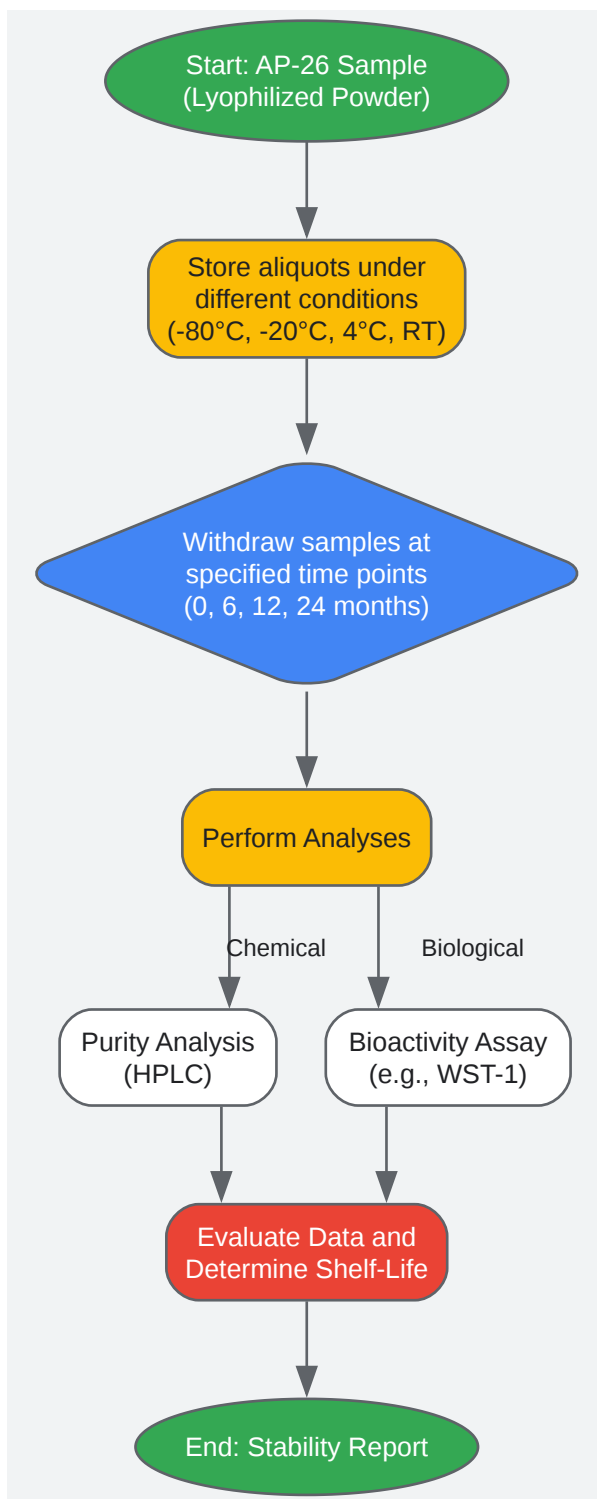 Start: AP-26 Sample
(Lyophilized Powder)
Store aliquots under
different conditions
(-80°C, -20°C, 4°C, RT)
Withdraw samples at
specified time points
(0, 6, 12, 24 months)
Perform Analyses
Chemical
Biological
Purity Analysis
(HPLC)
Bioactivity Assay
(e.g., WST-1)
Evaluate Data and
Determine Shelf-Life
End: Stability Report